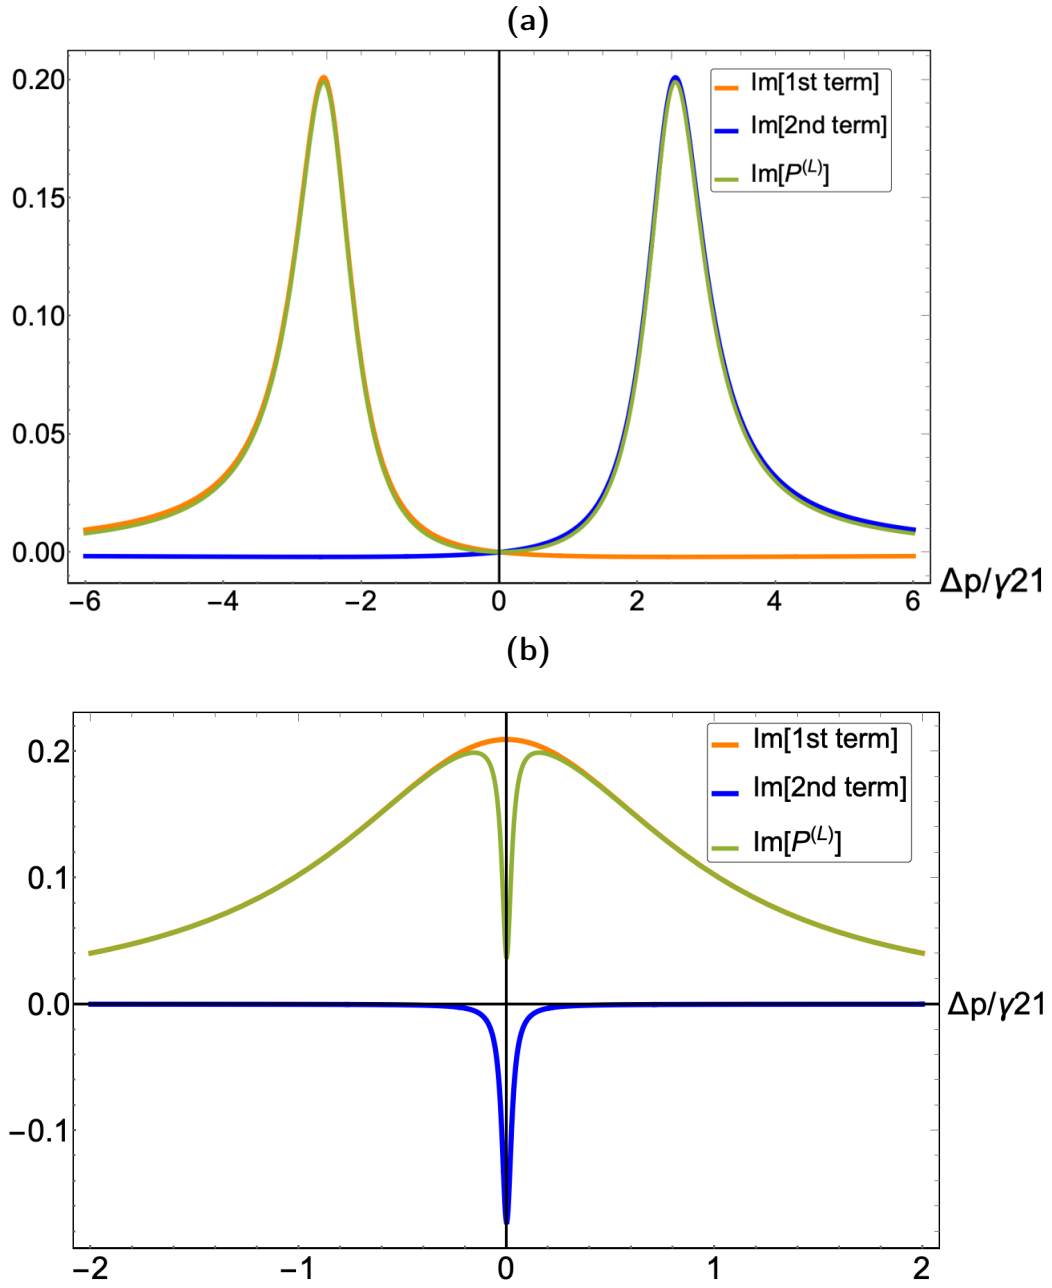 (a)
0.20
0.15
0.10
0.05
0.00
Im[1st term]
Im[2nd term]
Im[P^(L)]
−6 −4 −2 0 2 4 6
Δp/γ21
(b)
0.2
0.1
0.0
−0.1
Im[1st term]
Im[2nd term]
Im[P^(L)]
Δp/γ21
−2 −1 0 1 2